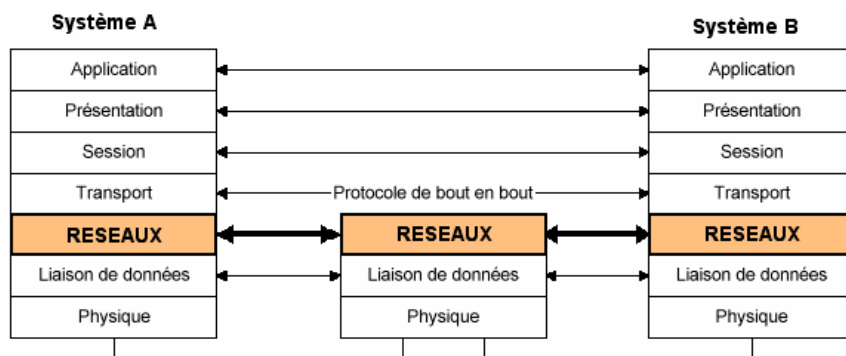 Système A
Système B
Application
Application
Présentation
Présentation
Session
Session
Transport
Protocole de bout en bout
Transport
RESEAUX
RESEAUX
RESEAUX
Liaison de données
Liaison de données
Liaison de données
Physique
Physique
Physique